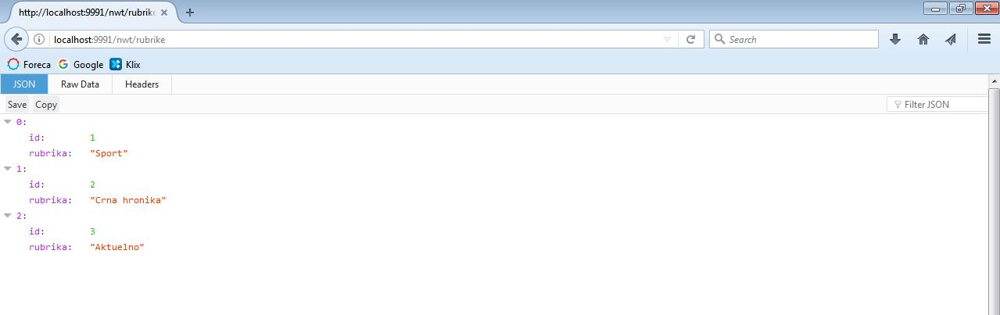 http://localhost:9991/nwt/rubrike
localhost:9991/nwt/rubrike
Search
Foreca Google Klix
JSON Raw Data Headers
Save Copy Filter JSON
0:
id: 1
rubrika: "Sport"
1:
id: 2
rubrika: "Crna hronika"
2:
id: 3
rubrika: "Aktuelno"